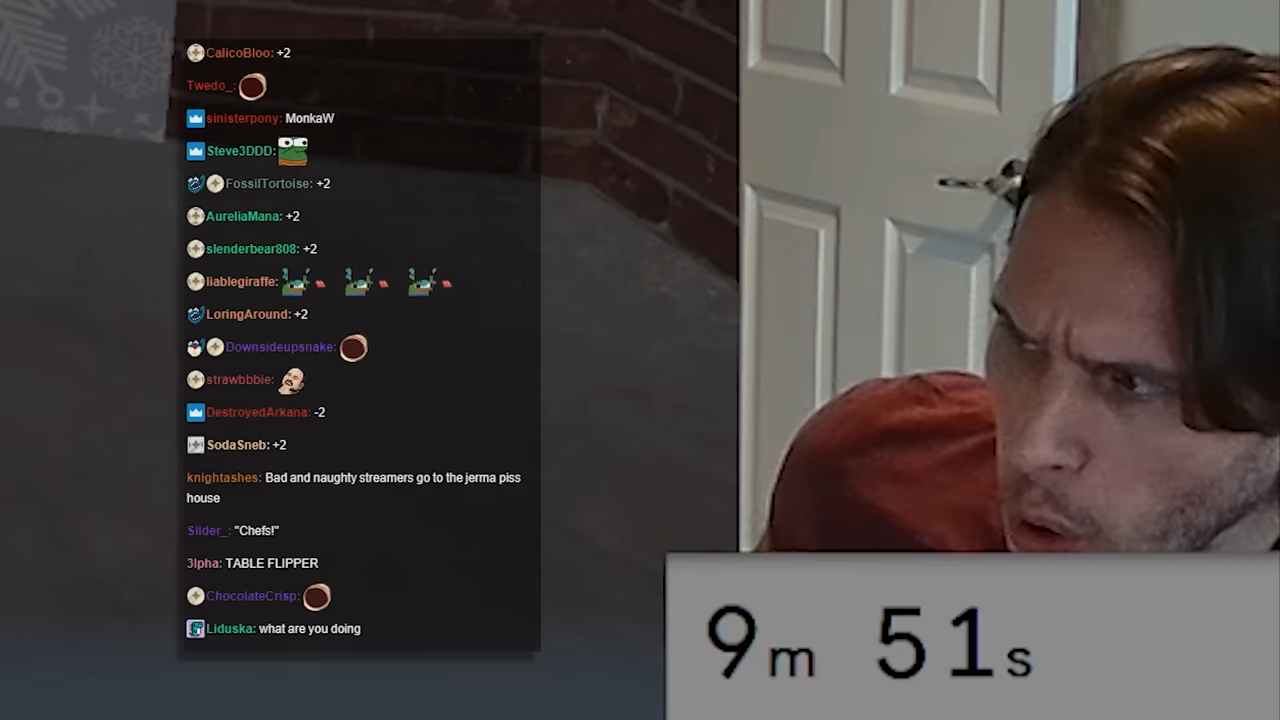 CalicoBloo: +2
Twedo_:
sinisterpony: MonkaW
Steve3DDD:
FossilTortoise: +2
AureliaMana: +2
slenderbear808: +2
liablegiraffe:
LoringAround: +2
Downsideupsnake:
strawbbbie:
DestroyedArkana: -2
SodaSneb: +2
knightashes: Bad and naughty streamers go to the jerma piss
house
Silder_: "Chefs!"
3ipha: TABLE FLIPPER
ChocolateCrisp:
Liduska: what are you doing
9m 51s